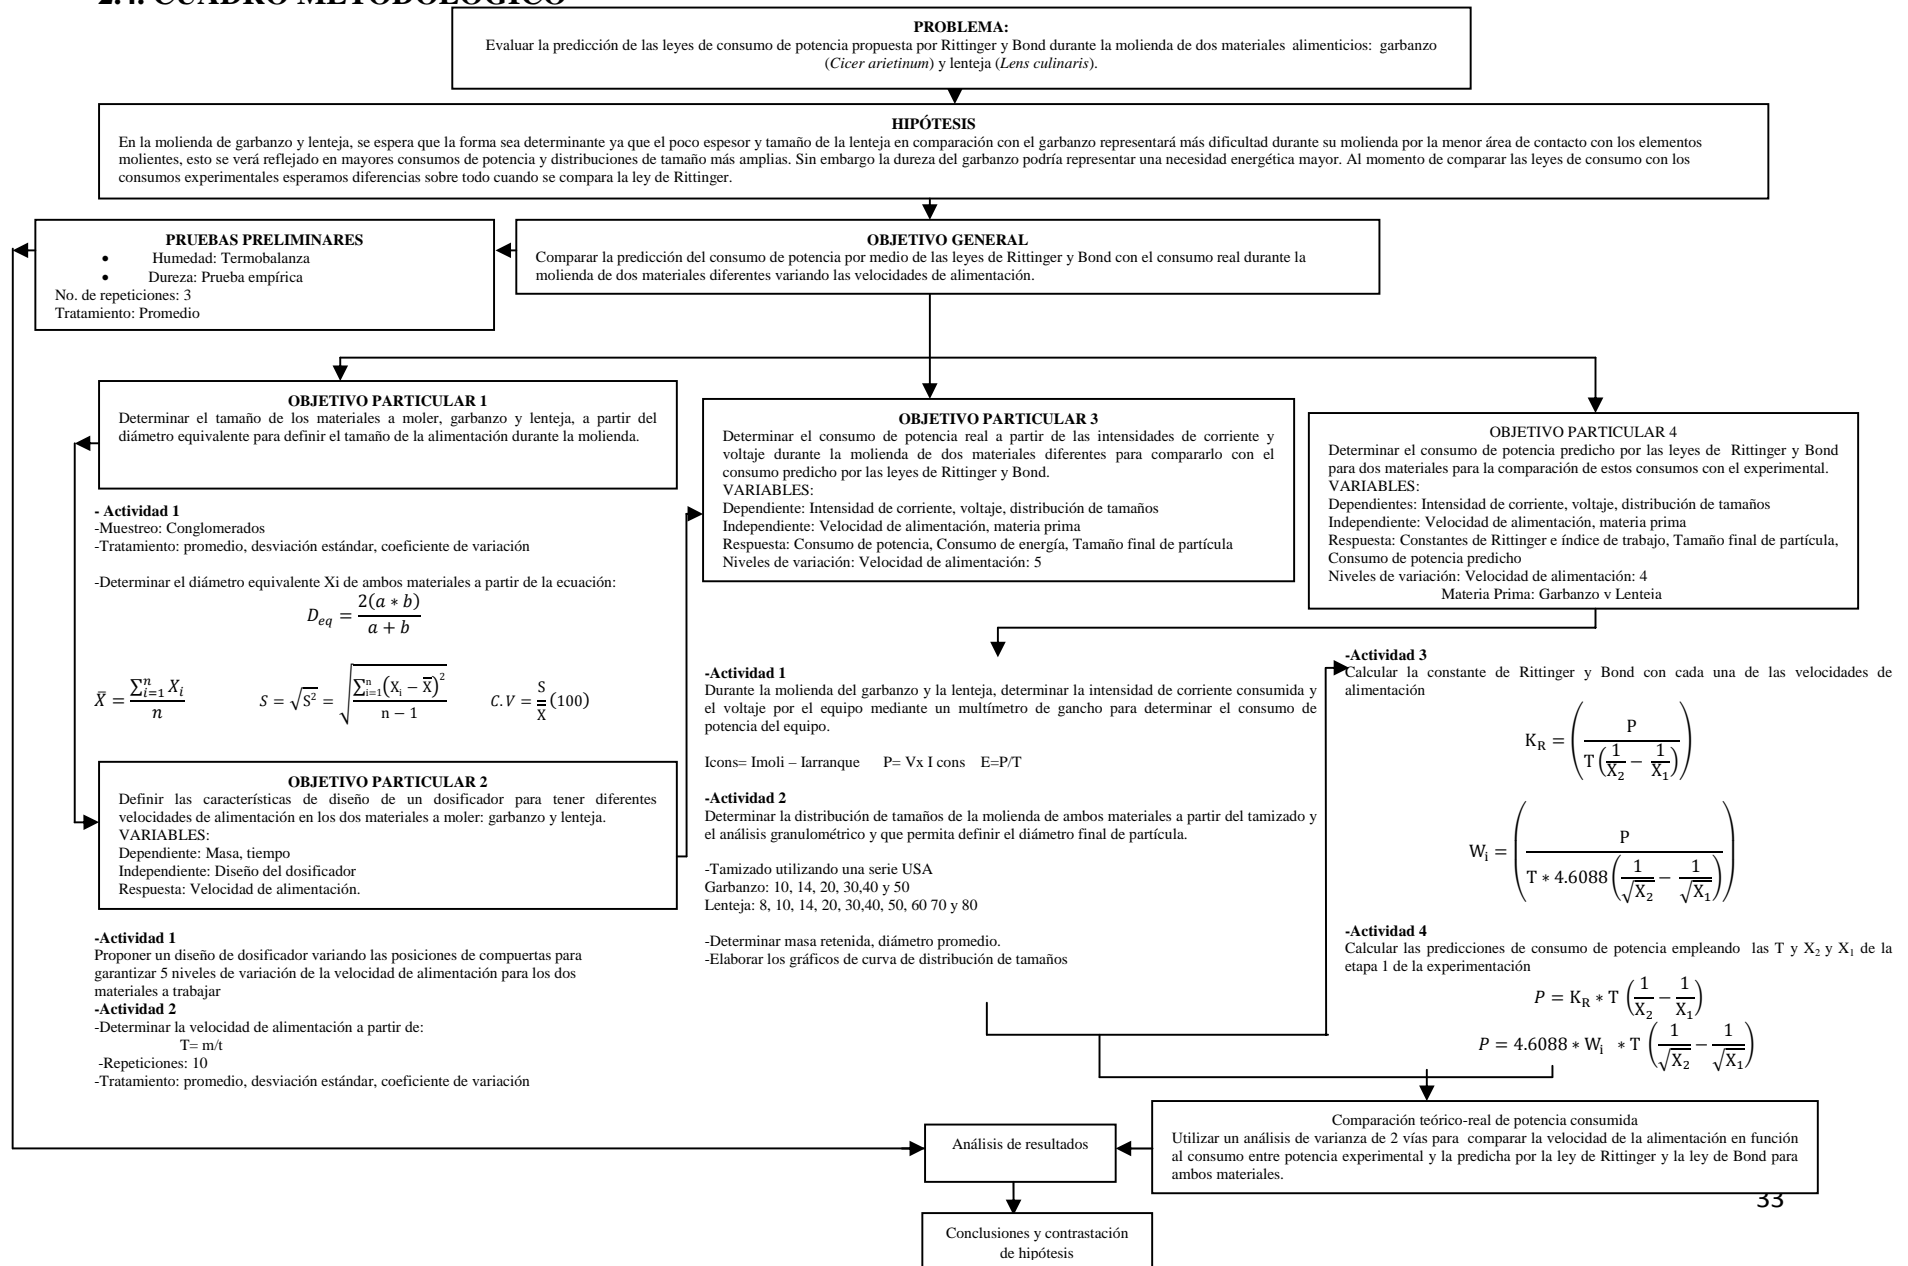 2.4. CUADRO METODOLÓGICO
PROBLEMA:
Evaluar la predicción de las leyes de consumo de potencia propuesta por Rittinger y Bond durante la molienda de dos materiales alimenticios: garbanzo
(Cicer arietinum) y lenteja (Lens culinaris).
HIPÓTESIS
En la molienda de garbanzo y lenteja, se espera que la forma sea determinante ya que el poco espesor y tamaño de la lenteja en comparación con el garbanzo representará más dificultad durante su molienda por la menor área de contacto con los elementos
molientes, esto se verá reflejado en mayores consumos de potencia y distribuciones de tamaño más amplias. Sin embargo la dureza del garbanzo podría representar una necesidad energética mayor. Al momento de comparar las leyes de consumo con los
consumos experimentales esperamos diferencias sobre todo cuando se compara la ley de Rittinger.
PRUEBAS PRELIMINARES
• Humedad: Termobalanza
• Dureza: Prueba empírica
No. de repeticiones: 3
Tratamiento: Promedio
OBJETIVO GENERAL
Comparar la predicción del consumo de potencia por medio de las leyes de Rittinger y Bond con el consumo real durante la
molienda de dos materiales diferentes variando las velocidades de alimentación.
OBJETIVO PARTICULAR 1
Determinar el tamaño de los materiales a moler, garbanzo y lenteja, a partir del
diámetro equivalente para definir el tamaño de la alimentación durante la molienda.
- Actividad 1
-Muestreo: Conglomerados
-Tratamiento: promedio, desviación estándar, coeficiente de variación
-Determinar el diámetro equivalente Xi de ambos materiales a partir de la ecuación:
D_eq = 2(a * b) / (a + b)
X̄ = ∑_{i=1}^n X_i / n    S = √S² = √(∑_{i=1}^n (X_i − X̄)² / (n − 1))    C.V = S/X̄ (100)
OBJETIVO PARTICULAR 2
Definir las características de diseño de un dosificador para tener diferentes
velocidades de alimentación en los dos materiales a moler: garbanzo y lenteja.
VARIABLES:
Dependiente: Masa, tiempo
Independiente: Diseño del dosificador
Respuesta: Velocidad de alimentación.
-Actividad 1
Proponer un diseño de dosificador variando las posiciones de compuertas para
garantizar 5 niveles de variación de la velocidad de alimentación para los dos
materiales a trabajar
-Actividad 2
-Determinar la velocidad de alimentación a partir de:
T= m/t
-Repeticiones: 10
-Tratamiento: promedio, desviación estándar, coeficiente de variación
OBJETIVO PARTICULAR 3
Determinar el consumo de potencia real a partir de las intensidades de corriente y
voltaje durante la molienda de dos materiales diferentes para compararlo con el
consumo predicho por las leyes de Rittinger y Bond.
VARIABLES:
Dependiente: Intensidad de corriente, voltaje, distribución de tamaños
Independiente: Velocidad de alimentación, materia prima
Respuesta: Consumo de potencia, Consumo de energía, Tamaño final de partícula
Niveles de variación: Velocidad de alimentación: 5
OBJETIVO PARTICULAR 4
Determinar el consumo de potencia predicho por las leyes de Rittinger y Bond
para dos materiales para la comparación de estos consumos con el experimental.
VARIABLES:
Dependientes: Intensidad de corriente, voltaje, distribución de tamaños
Independiente: Velocidad de alimentación, materia prima
Respuesta: Constantes de Rittinger e índice de trabajo, Tamaño final de partícula,
Consumo de potencia predicho
Niveles de variación: Velocidad de alimentación: 4
Materia Prima: Garbanzo y Lenteja
-Actividad 1
Durante la molienda del garbanzo y la lenteja, determinar la intensidad de corriente consumida y
el voltaje por el equipo mediante un multímetro de gancho para determinar el consumo de
potencia del equipo.
Icons= Imoli – Iarranque    P= Vx I cons    E=P/T
-Actividad 2
Determinar la distribución de tamaños de la molienda de ambos materiales a partir del tamizado y
el análisis granulométrico y que permita definir el diámetro final de partícula.
-Tamizado utilizando una serie USA
Garbanzo: 10, 14, 20, 30,40 y 50
Lenteja: 8, 10, 14, 20, 30,40, 50, 60 70 y 80
-Determinar masa retenida, diámetro promedio.
-Elaborar los gráficos de curva de distribución de tamaños
-Actividad 3
Calcular la constante de Rittinger y Bond con cada una de las velocidades de
alimentación
K_R = (P / (T (1/X₂ − 1/X₁)))
W_i = (P / (T * 4.6088 (1/√X₂ − 1/√X₁)))
-Actividad 4
Calcular las predicciones de consumo de potencia empleando las T y X₂ y X₁ de la
etapa 1 de la experimentación
P = K_R * T (1/X₂ − 1/X₁)
P = 4.6088 * W_i * T (1/√X₂ − 1/√X₁)
Comparación teórico-real de potencia consumida
Utilizar un análisis de varianza de 2 vías para comparar la velocidad de la alimentación en función
al consumo entre potencia experimental y la predicha por la ley de Rittinger y la ley de Bond para
ambos materiales.
Análisis de resultados
Conclusiones y contrastación
de hipótesis
33